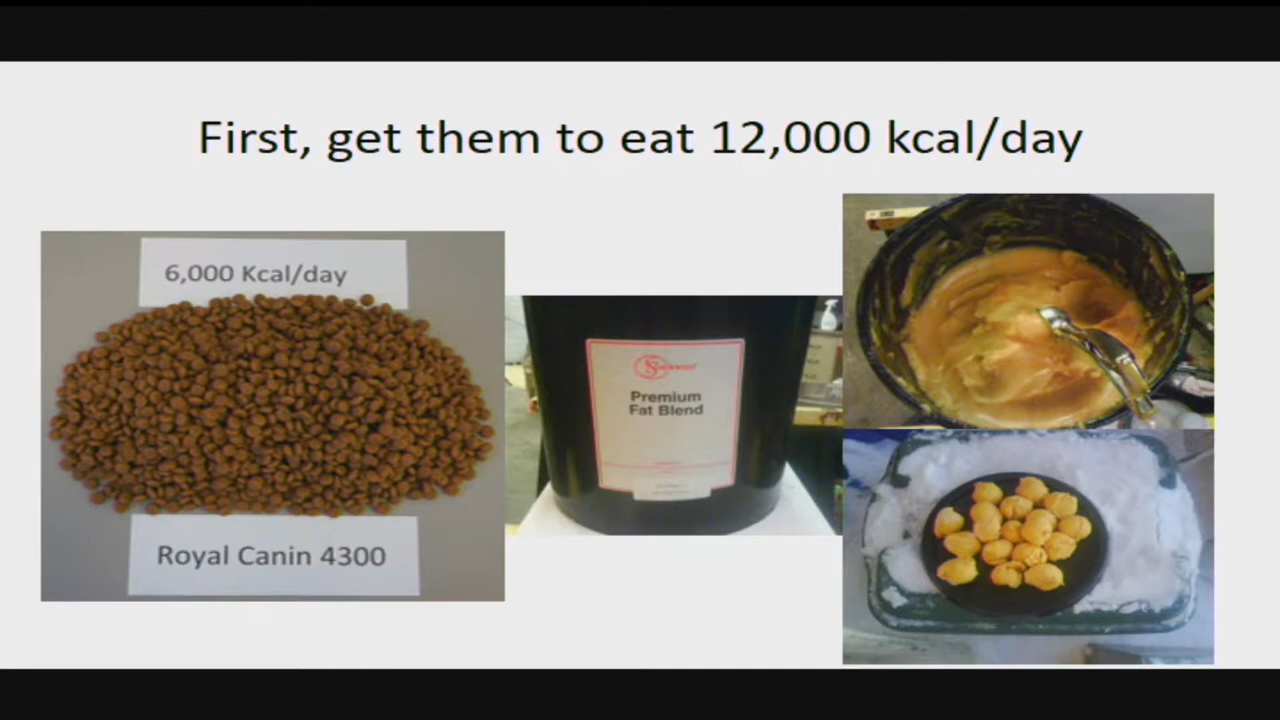 First, get them to eat 12,000 kcal/day
6,000 Kcal/day
Royal Canin 4300
Premium
Fat Blend